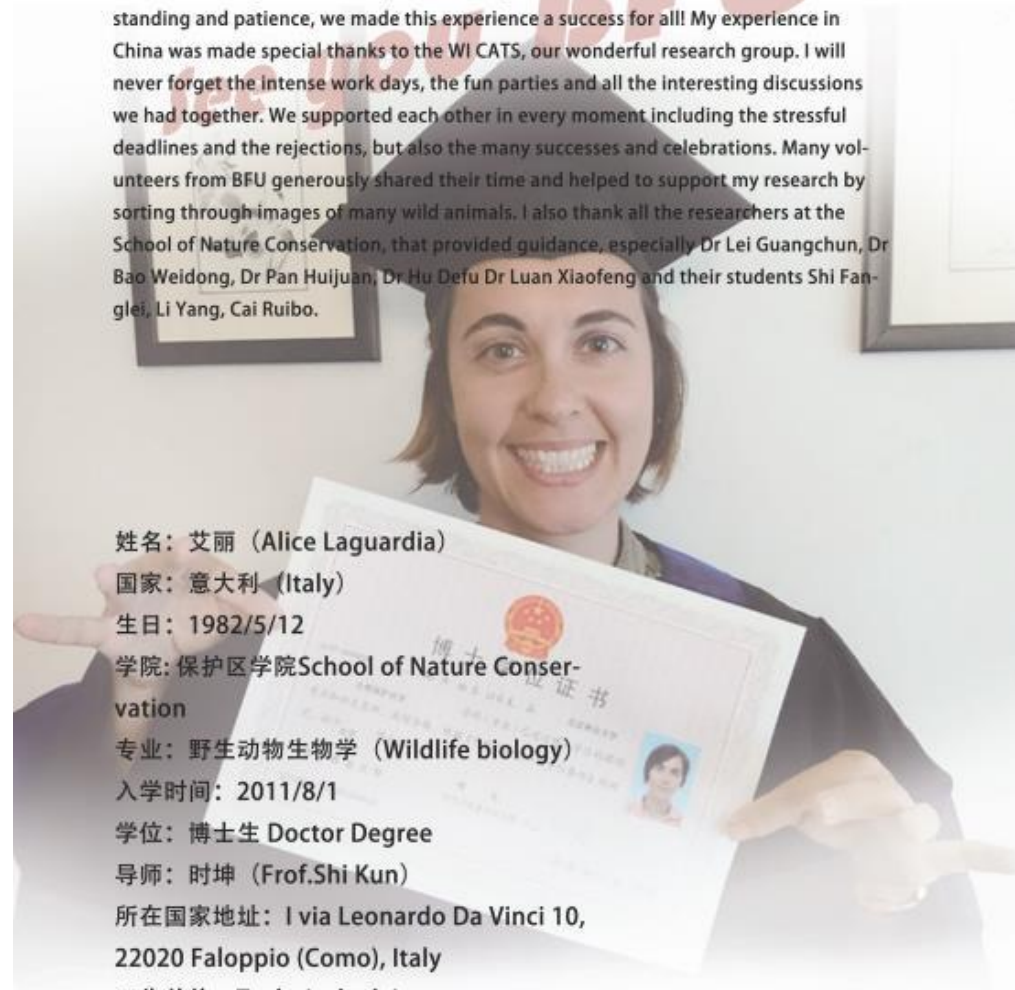 see you BFU
standing and patience, we made this experience a success for all! My experience in
China was made special thanks to the WI CATS, our wonderful research group. I will
never forget the intense work days, the fun parties and all the interesting discussions
we had together. We supported each other in every moment including the stressful
deadlines and the rejections, but also the many successes and celebrations. Many vol-
unteers from BFU generously shared their time and helped to support my research by
sorting through images of many wild animals. I also thank all the researchers at the
School of Nature Conservation, that provided guidance, especially Dr Lei Guangchun, Dr
Bao Weidong, Dr Pan Huijuan, Dr Hu Defu Dr Luan Xiaofeng and their students Shi Fan-
glei, Li Yang, Cai Ruibo.
姓名：艾丽（Alice Laguardia）
国家：意大利（Italy）
生日：1982/5/12
学院: 保护区学院School of Nature Conser-
vation
专业：野生动物生物学（Wildlife biology）
入学时间：2011/8/1
学位：博士生 Doctor Degree
导师：时坤（Frof.Shi Kun）
所在国家地址：I via Leonardo Da Vinci 10,
22020 Faloppio (Como), Italy
博士 位证书